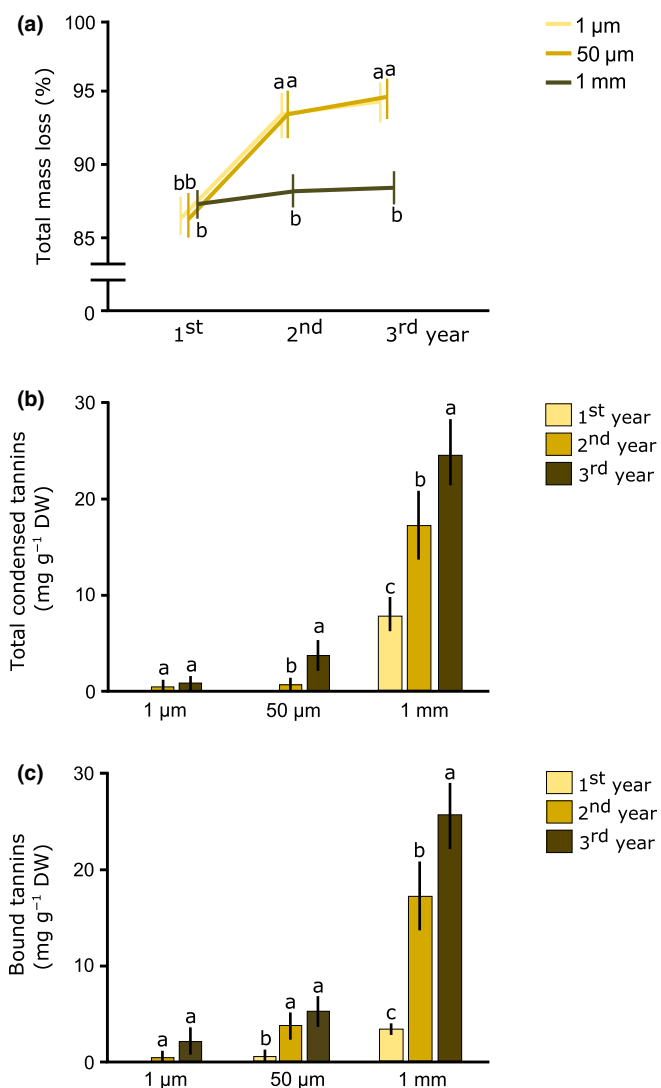 (a)
100
95
90
85
0
Total mass loss (%)
bb
b
aa
b
aa
b
1st
2nd
3rd year
1 µm
50 µm
1 mm
(b)
30
20
10
0
Total condensed tannins
(mg g⁻¹ DW)
a
a
b
a
c
b
a
1 µm
50 µm
1 mm
1st year
2nd year
3rd year
(c)
30
20
10
0
Bound tannins
(mg g⁻¹ DW)
a
a
b
a
a
c
b
a
1 µm
50 µm
1 mm
1st year
2nd year
3rd year